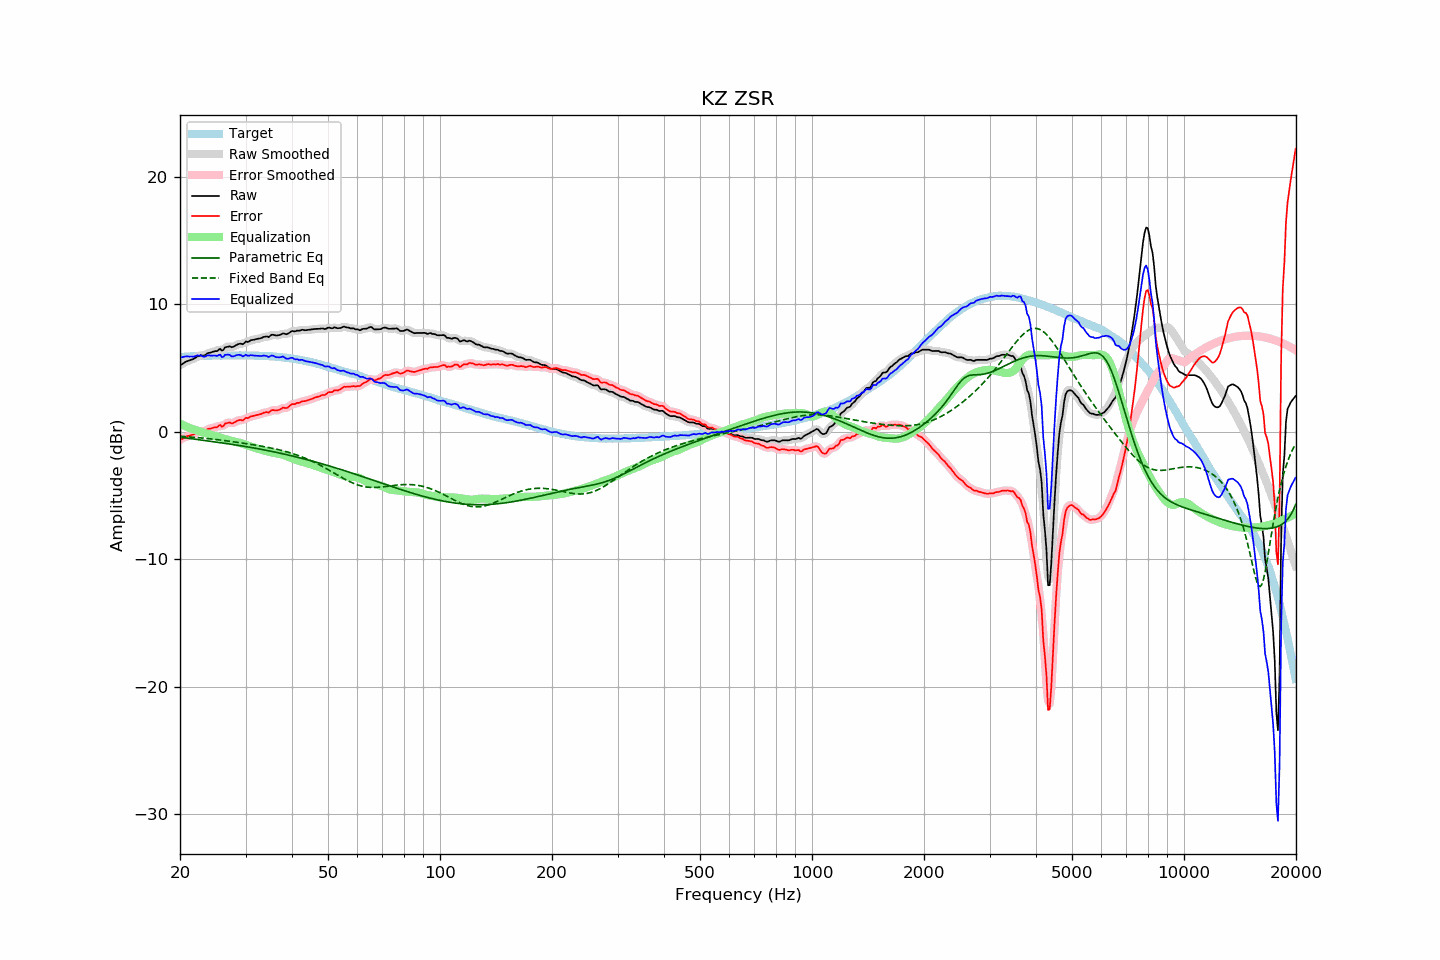 KZ ZSR
Target
Raw Smoothed
Error Smoothed
Raw
Error
Equalization
Parametric Eq
Fixed Band Eq
Equalized
Amplitude (dBr)
20
10
0
−10
−20
−30
20 50 100 200 500 1000 2000 5000 10000 20000
Frequency (Hz)